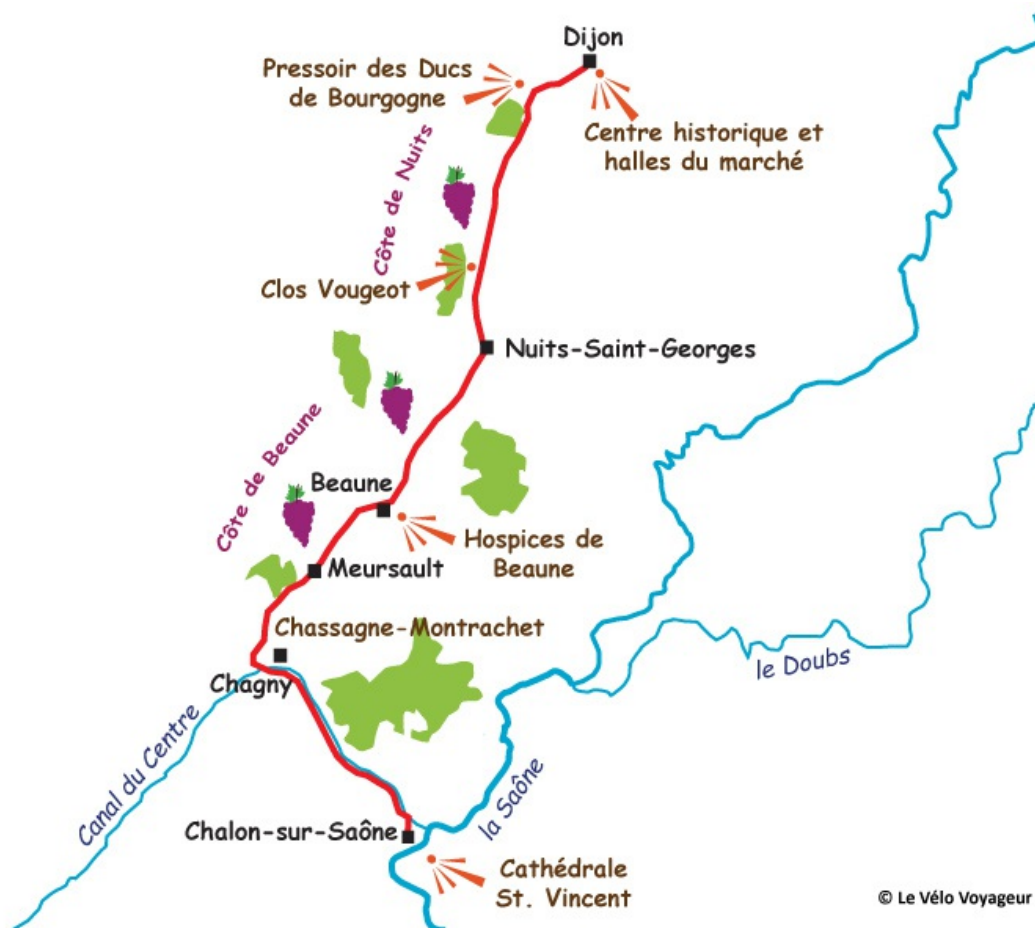 Dijon
Pressoir des Ducs
de Bourgogne
Centre historique et
halles du marché
Côte de Nuits
Clos Vougeot
Nuits-Saint-Georges
Côte de Beaune
Beaune
Hospices de
Beaune
Meursault
Chassagne-Montrachet
le Doubs
Chagny
Canal du Centre
la Saône
Chalon-sur-Saône
Cathédrale
St. Vincent
© Le Vélo Voyageur